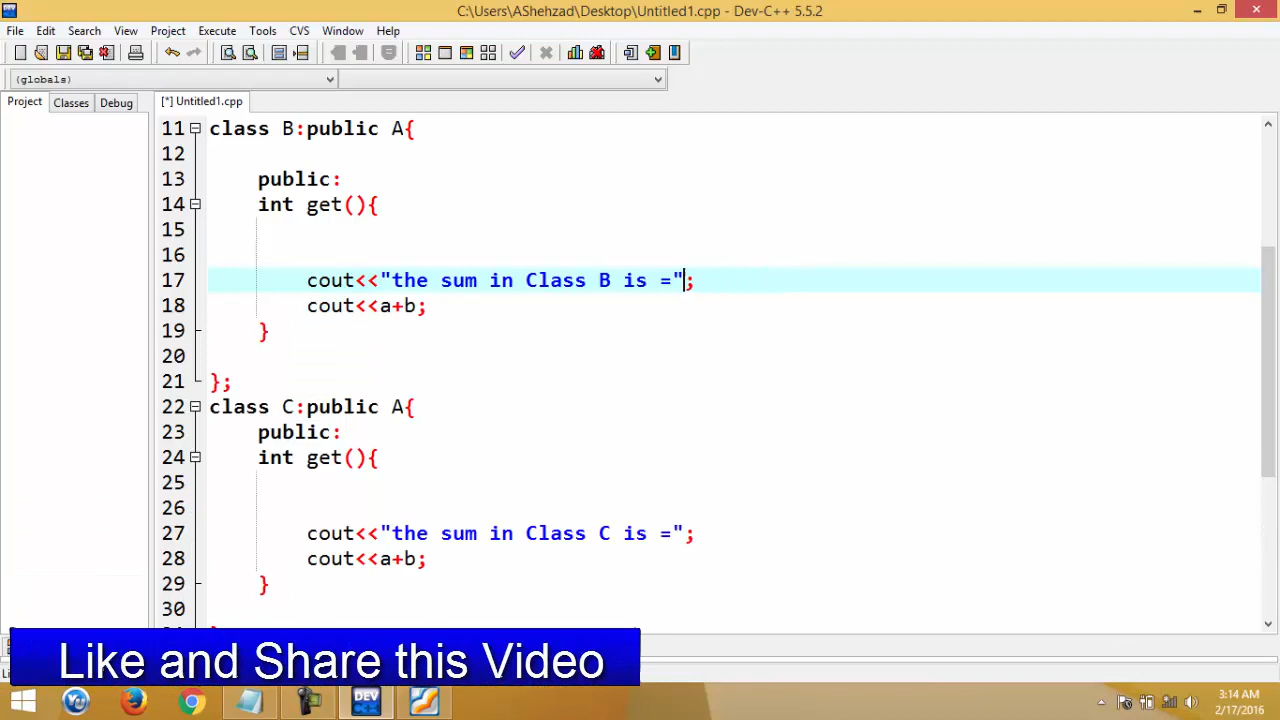 C:\Users\AShehzad\Desktop\Untitled1.cpp - Dev-C++ 5.5.2
File Edit Search View Project Execute Tools CVS Window Help
(globals)
Project Classes Debug [*] Untitled1.cpp
11 class B:public A{
12
13 public:
14 int get(){
15
16
17 cout<<"the sum in Class B is =";
18 cout<<a+b;
19 }
20
21 };
22 class C:public A{
23 public:
24 int get(){
25
26
27 cout<<"the sum in Class C is =";
28 cout<<a+b;
29 }
30
Like and Share this Video
DEV
C++
3:14 AM
2/17/2016